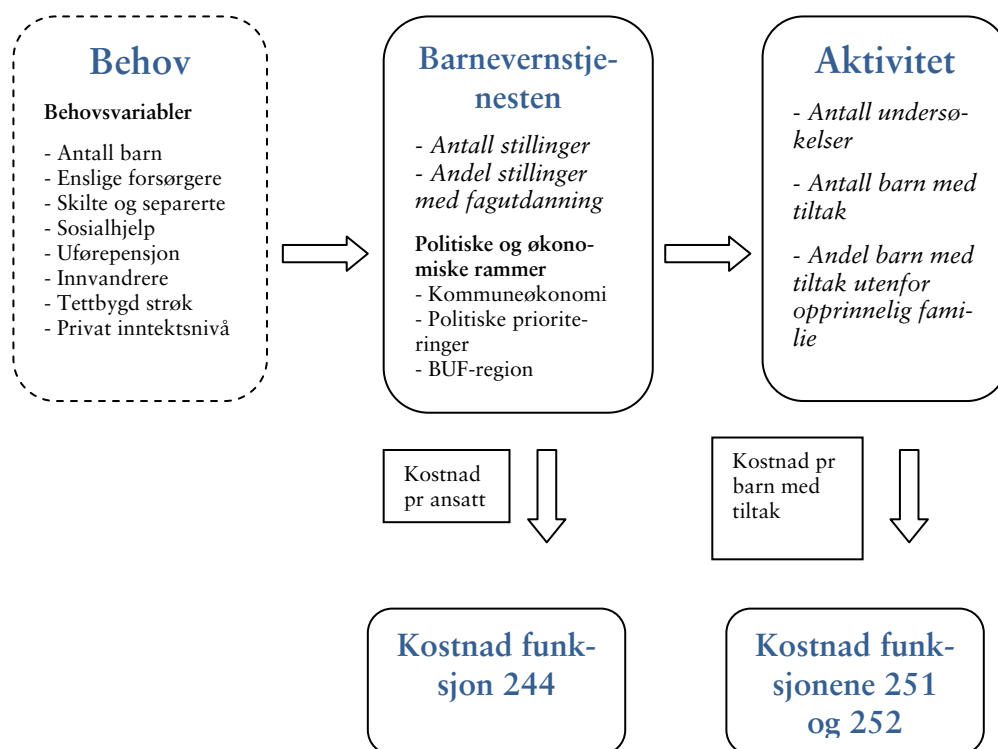 Behov
Behovsvariabler
- Antall barn
- Enslige forsørgere
- Skilte og separerte
- Sosialhjelp
- Uførepensjon
- Innvandrere
- Tettbygd strøk
- Privat inntektsnivå
Barnevernstje-
nesten
- Antall stillinger
- Andel stillinger
med fagutdanning
Politiske og økono-
miske rammer
- Kommuneøkonomi
- Politiske priorite-
ringer
- BUF-region
Aktivitet
- Antall undersø-
kelser
- Antall barn med
tiltak
- Andel barn med
tiltak utenfor
opprinnelig fami-
lie
Kostnad
pr ansatt
Kostnad pr
barn med
tiltak
Kostnad funk-
sjon 244
Kostnad funk-
sjonene 251
og 252